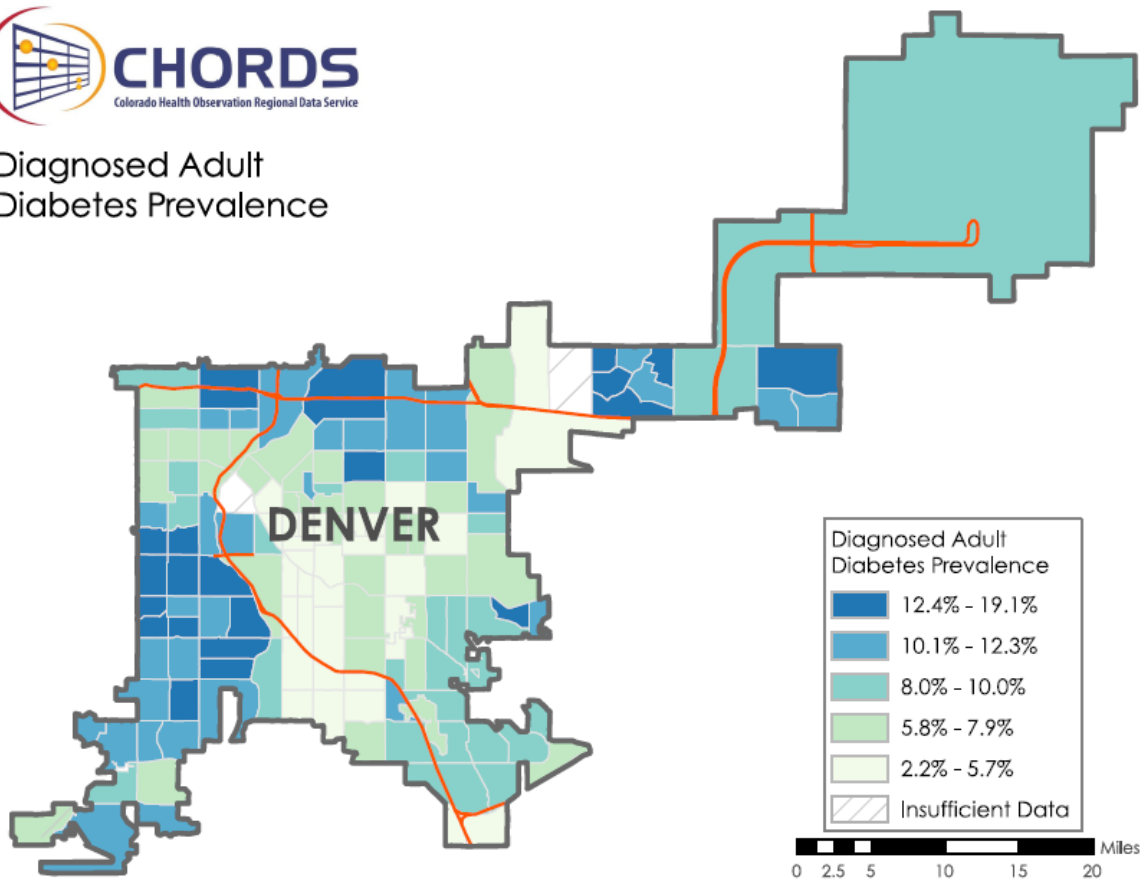 CHORDS
Colorado Health Observation Regional Data Service
Diagnosed Adult
Diabetes Prevalence
DENVER
Diagnosed Adult
Diabetes Prevalence
12.4% - 19.1%
10.1% - 12.3%
8.0% - 10.0%
5.8% - 7.9%
2.2% - 5.7%
Insufficient Data
Miles
0 2.5 5 10 15 20